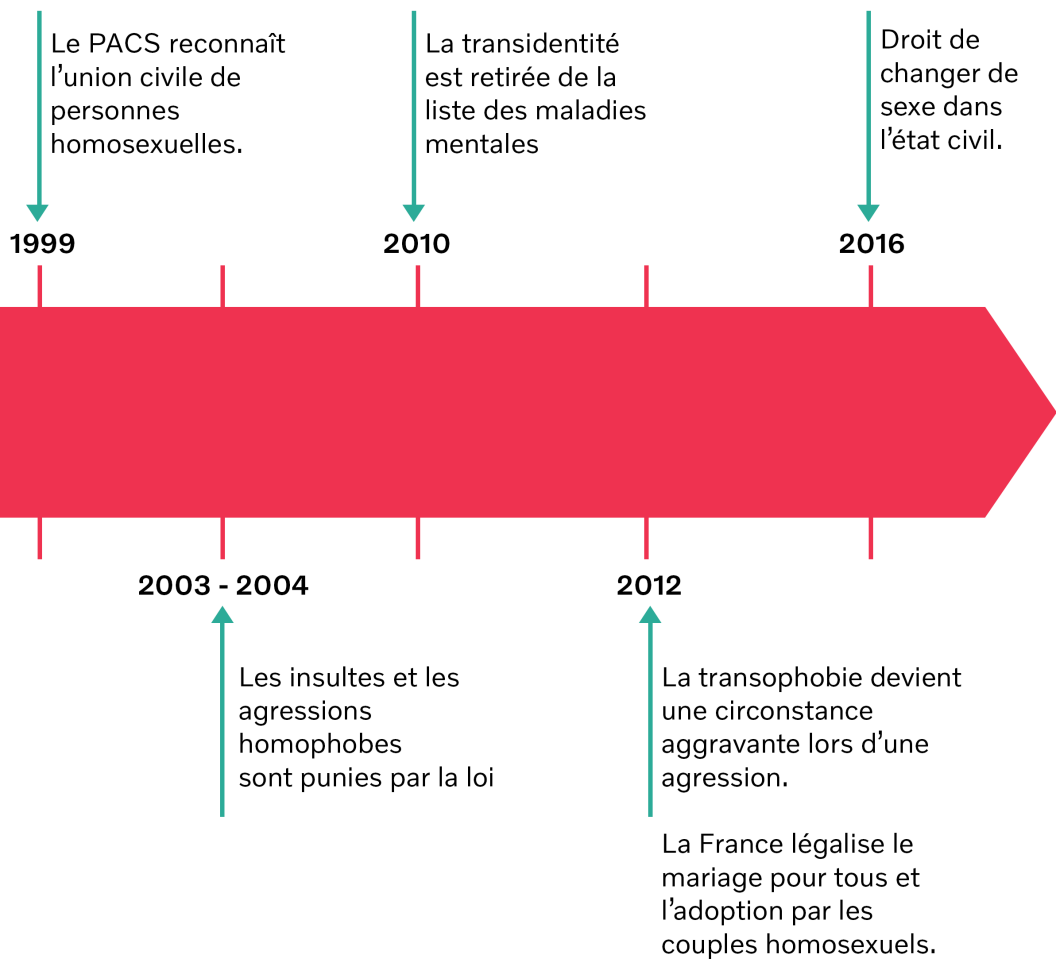 Le PACS reconnaît
l’union civile de
personnes
homosexuelles.
1999
La transidentité
est retirée de la
liste des maladies
mentales
2010
Droit de
changer de
sexe dans
l’état civil.
2016
2003 - 2004
Les insultes et les
agressions
homophobes
sont punies par la loi
2012
La transophobie devient
une circonstance
aggravante lors d’une
agression.
La France légalise le
mariage pour tous et
l’adoption par les
couples homosexuels.